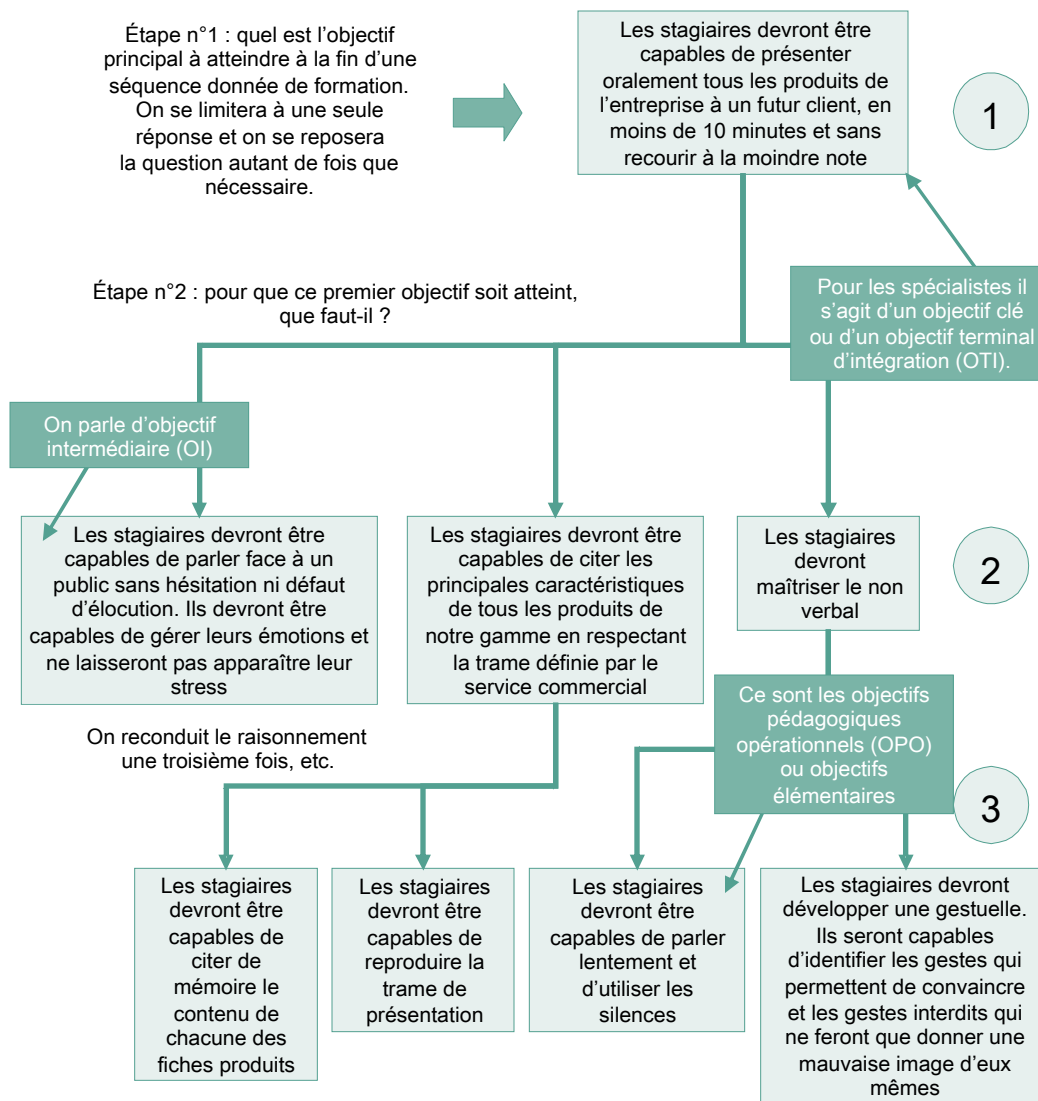 Étape n°1 : quel est l’objectif
principal à atteindre à la fin d’une
séquence donnée de formation.
On se limitera à une seule
réponse et on se reposera
la question autant de fois que
nécessaire.
Les stagiaires devront être
capables de présenter
oralement tous les produits de
l’entreprise à un futur client, en
moins de 10 minutes et sans
recourir à la moindre note
1
Étape n°2 : pour que ce premier objectif soit atteint,
que faut-il ?
Pour les spécialistes il
s’agit d’un objectif clé
ou d’un objectif terminal
d’intégration (OTI).
On parle d’objectif
intermédiaire (OI)
Les stagiaires devront être
capables de parler face à un
public sans hésitation ni défaut
d’élocution. Ils devront être
capables de gérer leurs émotions et
ne laisseront pas apparaître leur
stress
Les stagiaires devront être
capables de citer les
principales caractéristiques
de tous les produits de
notre gamme en respectant
la trame définie par le
service commercial
Les stagiaires
devront
maîtriser le non
verbal
2
On reconduit le raisonnement
une troisième fois, etc.
Ce sont les objectifs
pédagogiques
opérationnels (OPO)
ou objectifs
élémentaires
3
Les stagiaires
devront être
capables de
citer de
mémoire le
contenu de
chacune des
fiches produits
Les stagiaires
devront être
capables de
reproduire la
trame de
présentation
Les stagiaires
devront être
capables de parler
lentement et
d’utiliser les
silences
Les stagiaires devront
développer une gestuelle.
Ils seront capables
d’identifier les gestes qui
permettent de convaincre
et les gestes interdits qui
ne feront que donner une
mauvaise image d’eux
mêmes